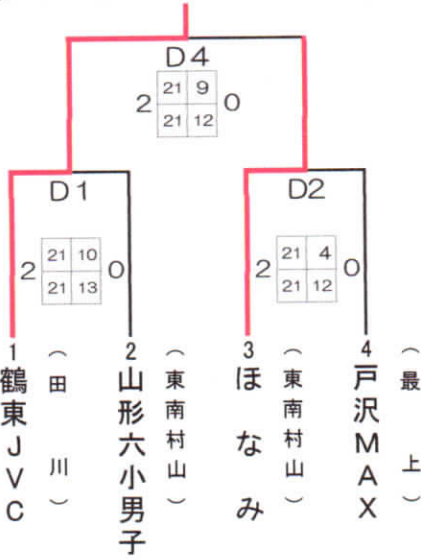 D4
2 21 9 0
21 12
D1
2 21 10 0
21 13
D2
2 21 4 0
21 12
1 鶴東JVC (田川)
2 山形六小男子 (東南村山)
3 ほなみ (東南村山)
4 戸沢MAX (最上)